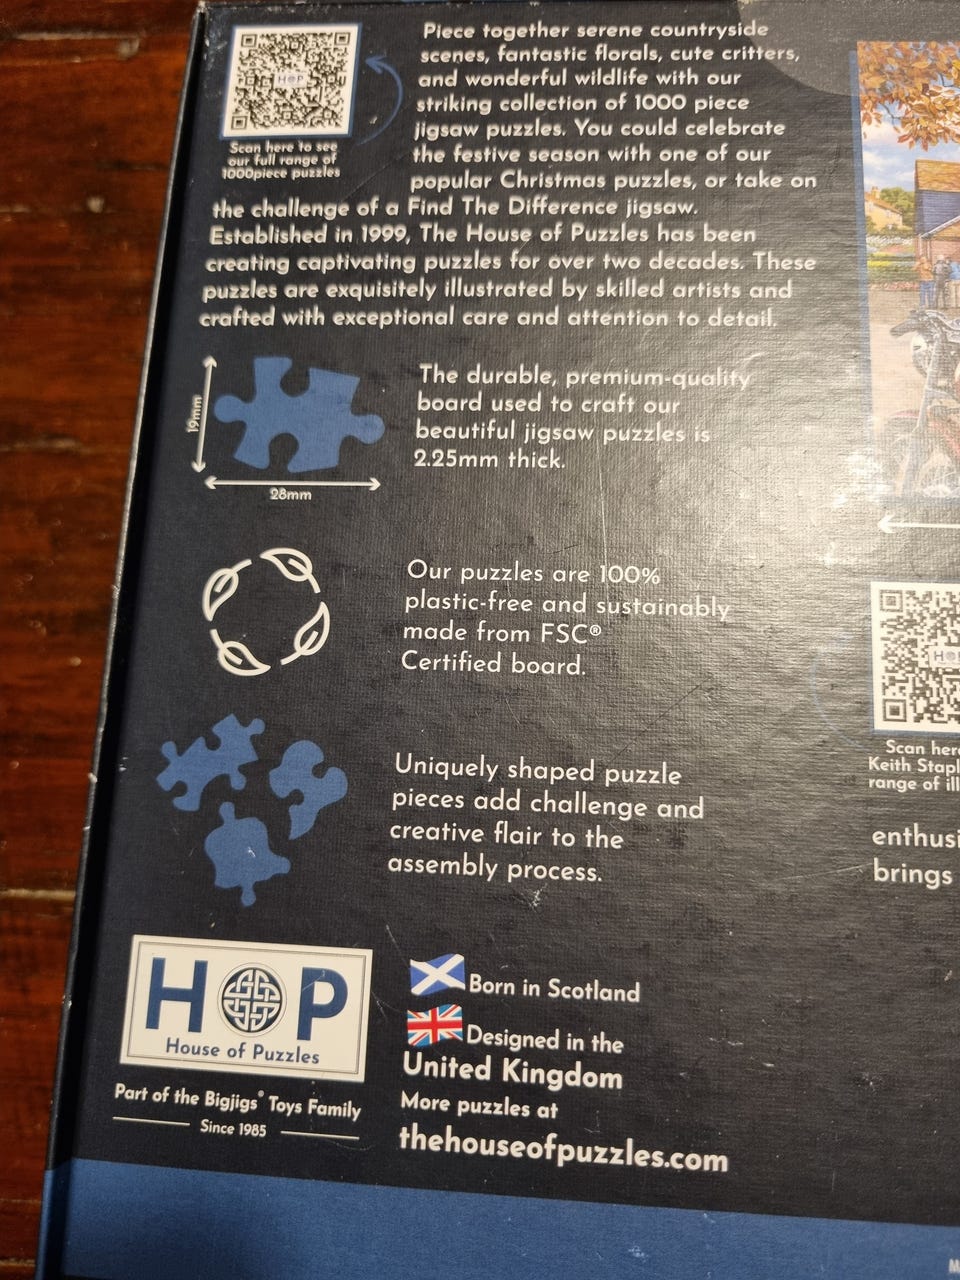 HOP
Scan here to see
our full range of
1000piece puzzles
Piece together serene countryside
scenes, fantastic florals, cute critters,
and wonderful wildlife with our
striking collection of 1000 piece
jigsaw puzzles. You could celebrate
the festive season with one of our
popular Christmas puzzles, or take on
the challenge of a Find The Difference jigsaw.
Established in 1999, The House of Puzzles has been
creating captivating puzzles for over two decades. These
puzzles are exquisitely illustrated by skilled artists and
crafted with exceptional care and attention to detail.
19mm
28mm
The durable, premium-quality
board used to craft our
beautiful jigsaw puzzles is
2.25mm thick.
Our puzzles are 100%
plastic-free and sustainably
made from FSC®
Certified board.
Uniquely shaped puzzle
pieces add challenge and
creative flair to the
assembly process.
HOP
House of Puzzles
Part of the Bigjigs® Toys Family
Since 1985
Born in Scotland
Designed in the
United Kingdom
More puzzles at
thehouseofpuzzles.com
Scan her
Keith Stapl
range of ill
enthusi
brings